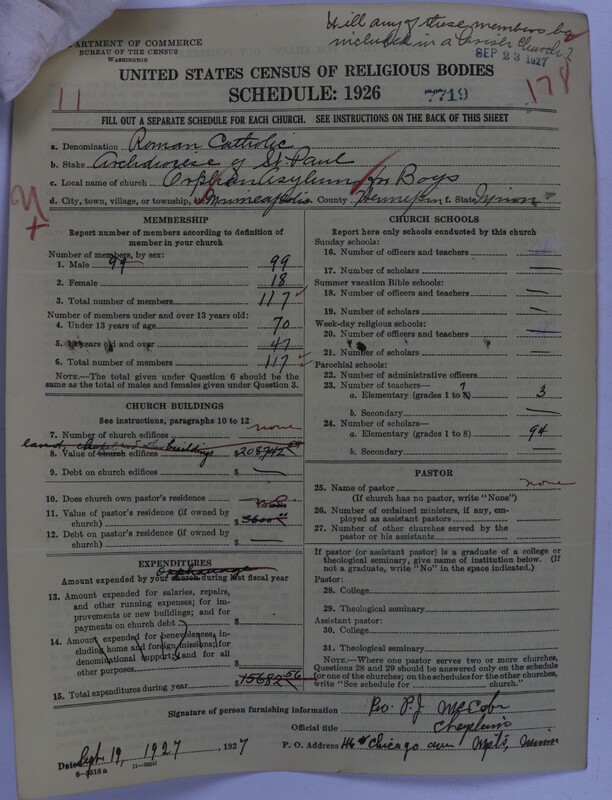 Will any of these members be
included in a Parish Church?
DEPARTMENT OF COMMERCE
BUREAU OF THE CENSUS
WASHINGTON
SEP 23 1927
UNITED STATES CENSUS OF RELIGIOUS BODIES
SCHEDULE: 1926
7719
11
178
FILL OUT A SEPARATE SCHEDULE FOR EACH CHURCH. SEE INSTRUCTIONS ON THE BACK OF THIS SHEET
a. Denomination Roman Catholic
b. Stake Archdiocese of St. Paul
c. Local name of church Orphan Asylum for Boys
d. City, town, village, or township, Minneapolis County Hennepin f. State Minn
MEMBERSHIP
Report number of members according to definition of
member in your church
Number of members, by sex:
1. Male 99 99
2. Female 18
3. Total number of members 117
Number of members under and over 13 years old:
4. Under 13 years of age 70
5. 13 years old and over 47
6. Total number of members 117
NOTE.—The total given under Question 6 should be the
same as the total of males and females given under Question 3.
CHURCH BUILDINGS
See instructions, paragraphs 10 to 12
7. Number of church edifices none
land buildings
8. Value of church edifices $208742
9. Debt on church edifices $ —
10. Does church own pastor's residence no
11. Value of pastor's residence (if owned by
church) $3600
12. Debt on pastor's residence (if owned by
church) $ —
EXPENDITURES
Orphanage
Amount expended by your church during last fiscal year
13. Amount expended for salaries, repairs,
and other running expenses; for im-
provements or new buildings; and for
payments on church debt $
14. Amount expended for benevolences, in-
cluding home and foreign missions; for
denominational support; and for all
other purposes $
15. Total expenditures during year $15682 56
CHURCH SCHOOLS
Report here only schools conducted by this church
Sunday schools:
16. Number of officers and teachers —
17. Number of scholars —
Summer vacation Bible schools:
18. Number of officers and teachers —
19. Number of scholars —
Week-day religious schools:
20. Number of officers and teachers —
21. Number of scholars —
Parochial schools:
22. Number of administrative officers
23. Number of teachers—
a. Elementary (grades 1 to 8) 7 3
b. Secondary —
24. Number of scholars—
a. Elementary (grades 1 to 8) 94
b. Secondary —
PASTOR
25. Name of pastor none
(If church has no pastor, write "None")
26. Number of ordained ministers, if any, em-
ployed as assistant pastors
27. Number of other churches served by the
pastor or his assistants
If pastor (or assistant pastor) is a graduate of a college or
theological seminary, give name of institution below. (If
not a graduate, write "No" in the space indicated.)
Pastor:
28. College
29. Theological seminary
Assistant pastor:
30. College
31. Theological seminary
NOTE.—Where one pastor serves two or more churches,
Questions 28 and 29 should be answered only on the schedule
for one of the churches; on the schedules for the other churches,
write "See schedule for church."
Signature of person furnishing information Rev P.J.
Official title Chaplain
Date Sept. 19, 1927 , 1927 P. O. Address Chicago ave Mpls, Minn
8-5518a